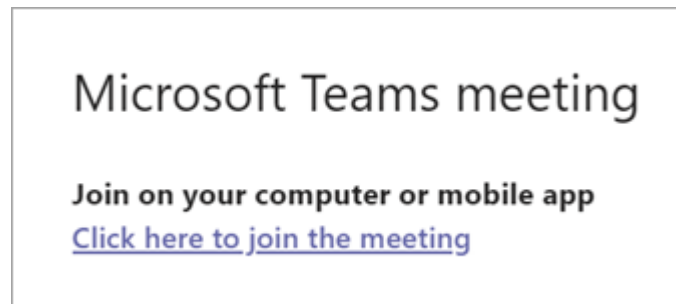 Microsoft Teams meeting
Join on your computer or mobile app
Click here to join the meeting